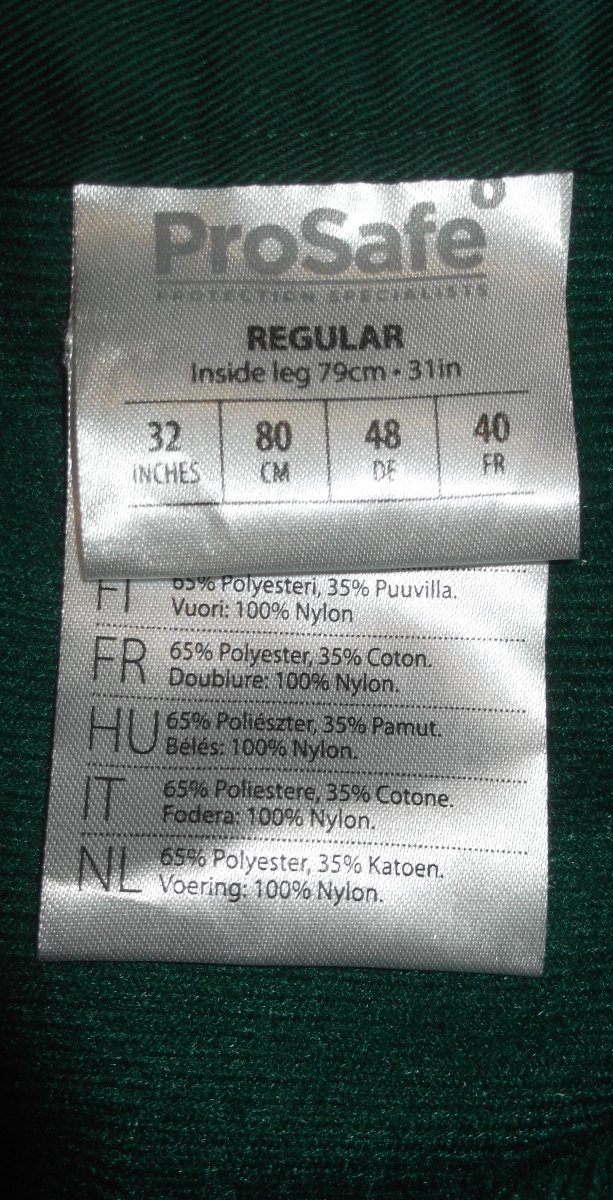 ProSafe
PROTECTION SPECIALISTS
REGULAR
Inside leg 79cm • 31in
32 80 48 40
INCHES CM DE FR
FI 65% Polyesteri, 35% Puuvilla.
Vuori: 100% Nylon
FR 65% Polyester, 35% Coton.
Doublure: 100% Nylon.
HU 65% Poliészter, 35% Pamut.
Bélés: 100% Nylon.
IT 65% Poliestere, 35% Cotone.
Fodera: 100% Nylon.
NL 65% Polyester, 35% Katoen.
Voering: 100% Nylon.